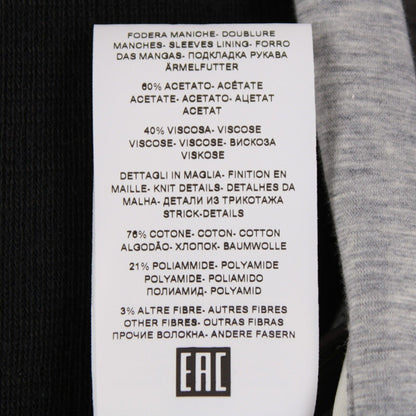 FODERA MANICHE- DOUBLURE
MANCHES- SLEEVES LINING- FORRO
DAS MANGAS- ПОДКЛАДКА РУКАВА
ÄRMELFUTTER
60% ACETATO- ACÉTATE
ACETATE- ACETATO- АЦЕТАТ
ACETAT
40% VISCOSA- VISCOSE
VISCOSE- VISCOSE- ВИСКОЗА
VISKOSE
DETTAGLI IN MAGLIA- FINITION EN
MAILLE- KNIT DETAILS- DETALHES DA
MALHA- ДЕТАЛИ ИЗ ТРИКОТАЖА
STRICK-DETAILS
76% COTONE- COTON- COTTON
ALGODÃO- ХЛОПОК- BAUMWOLLE
21% POLIAMMIDE- POLYAMIDE
POLYAMIDE- POLYAMIDO
ПОЛИАМИД- POLYAMID
3% ALTRE FIBRE- AUTRES FIBRES
OTHER FIBRES- OUTRAS FIBRAS
ПРОЧИЕ ВОЛОКНА- ANDERE FASERN
EAC